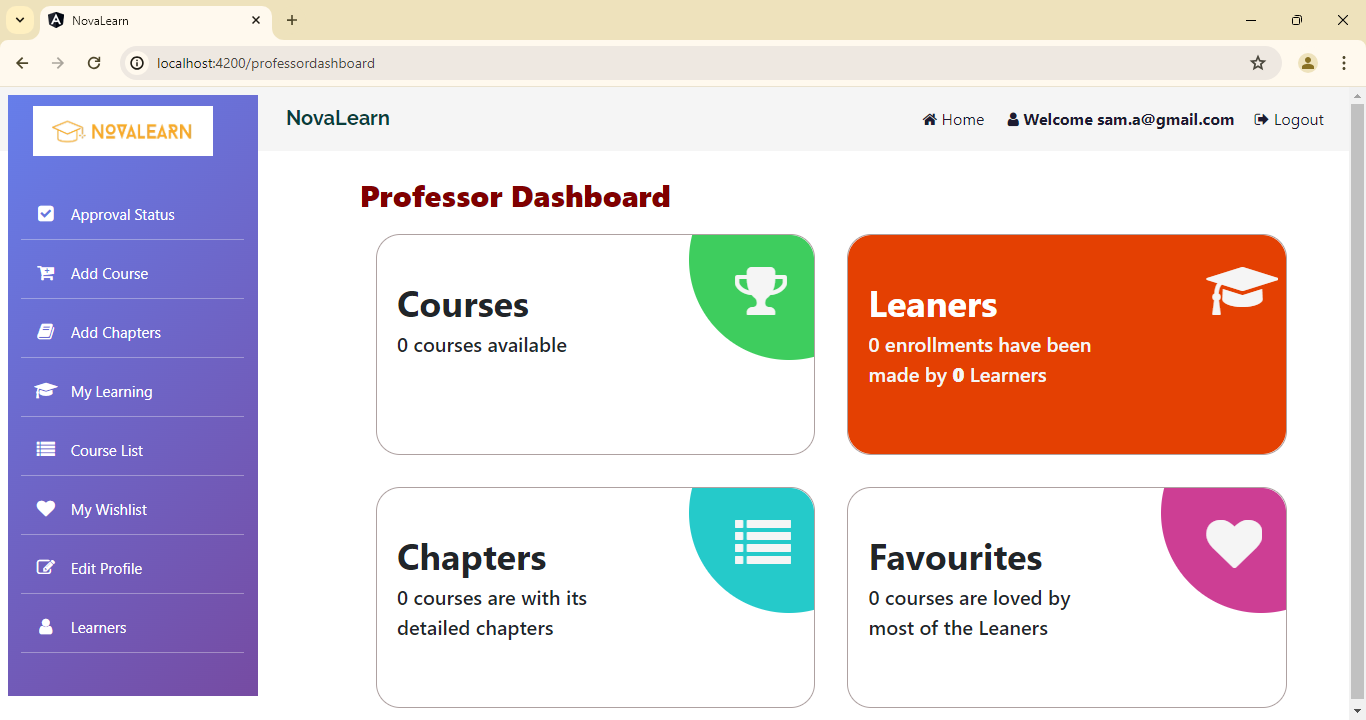 NovaLearn
localhost:4200/professordashboard
NOVALEARN
NovaLearn
Home
Welcome sam.a@gmail.com
Logout
Approval Status
Add Course
Add Chapters
My Learning
Course List
My Wishlist
Edit Profile
Learners
Professor Dashboard
Courses
0 courses available
Leaners
0 enrollments have been
made by 0 Learners
Chapters
0 courses are with its
detailed chapters
Favourites
0 courses are loved by
most of the Leaners